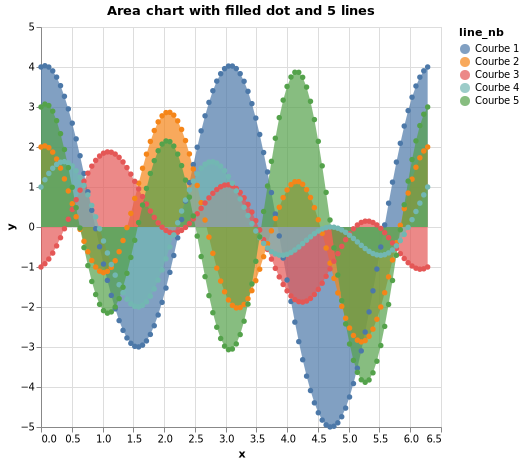 Area chart with filled dot and 5 lines
line_nb
Courbe 1
Courbe 2
Courbe 3
Courbe 4
Courbe 5
y
5
4
3
2
1
0
−1
−2
−3
−4
−5
0.0 0.5 1.0 1.5 2.0 2.5 3.0 3.5 4.0 4.5 5.0 5.5 6.0 6.5
x